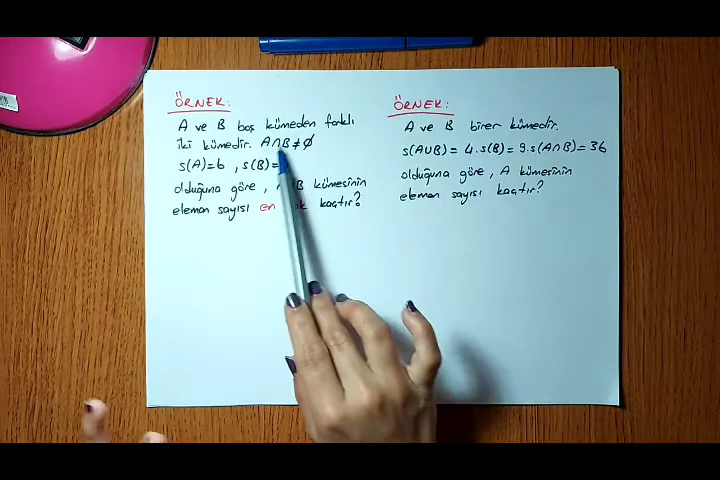 ÖRNEK:
A ve B boş kümeden farklı
iki kümedir. A∩B≠∅
s(A)=6 , s(B)=
olduğuna göre , B kümesinin
eleman sayısı en kaçtır?
ÖRNEK:
A ve B birer kümedir.
s(A∪B) = 4.s(B) = 9.s(A∩B) = 36
olduğuna göre , A kümesinin
eleman sayısı kaçtır?